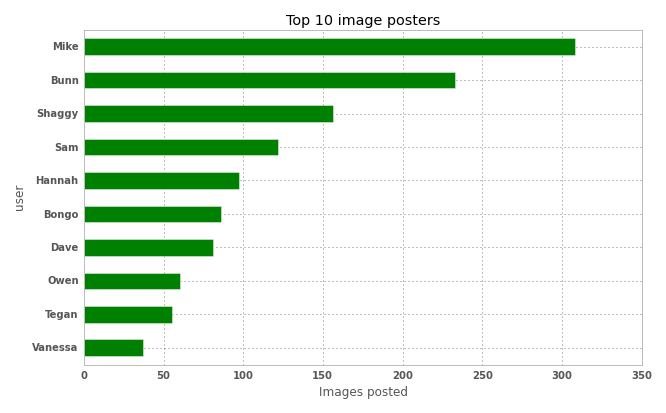 Top 10 image posters
Mike
Bunn
Shaggy
Sam
Hannah
Bongo
Dave
Owen
Tegan
Vanessa
user
0 50 100 150 200 250 300 350
Images posted